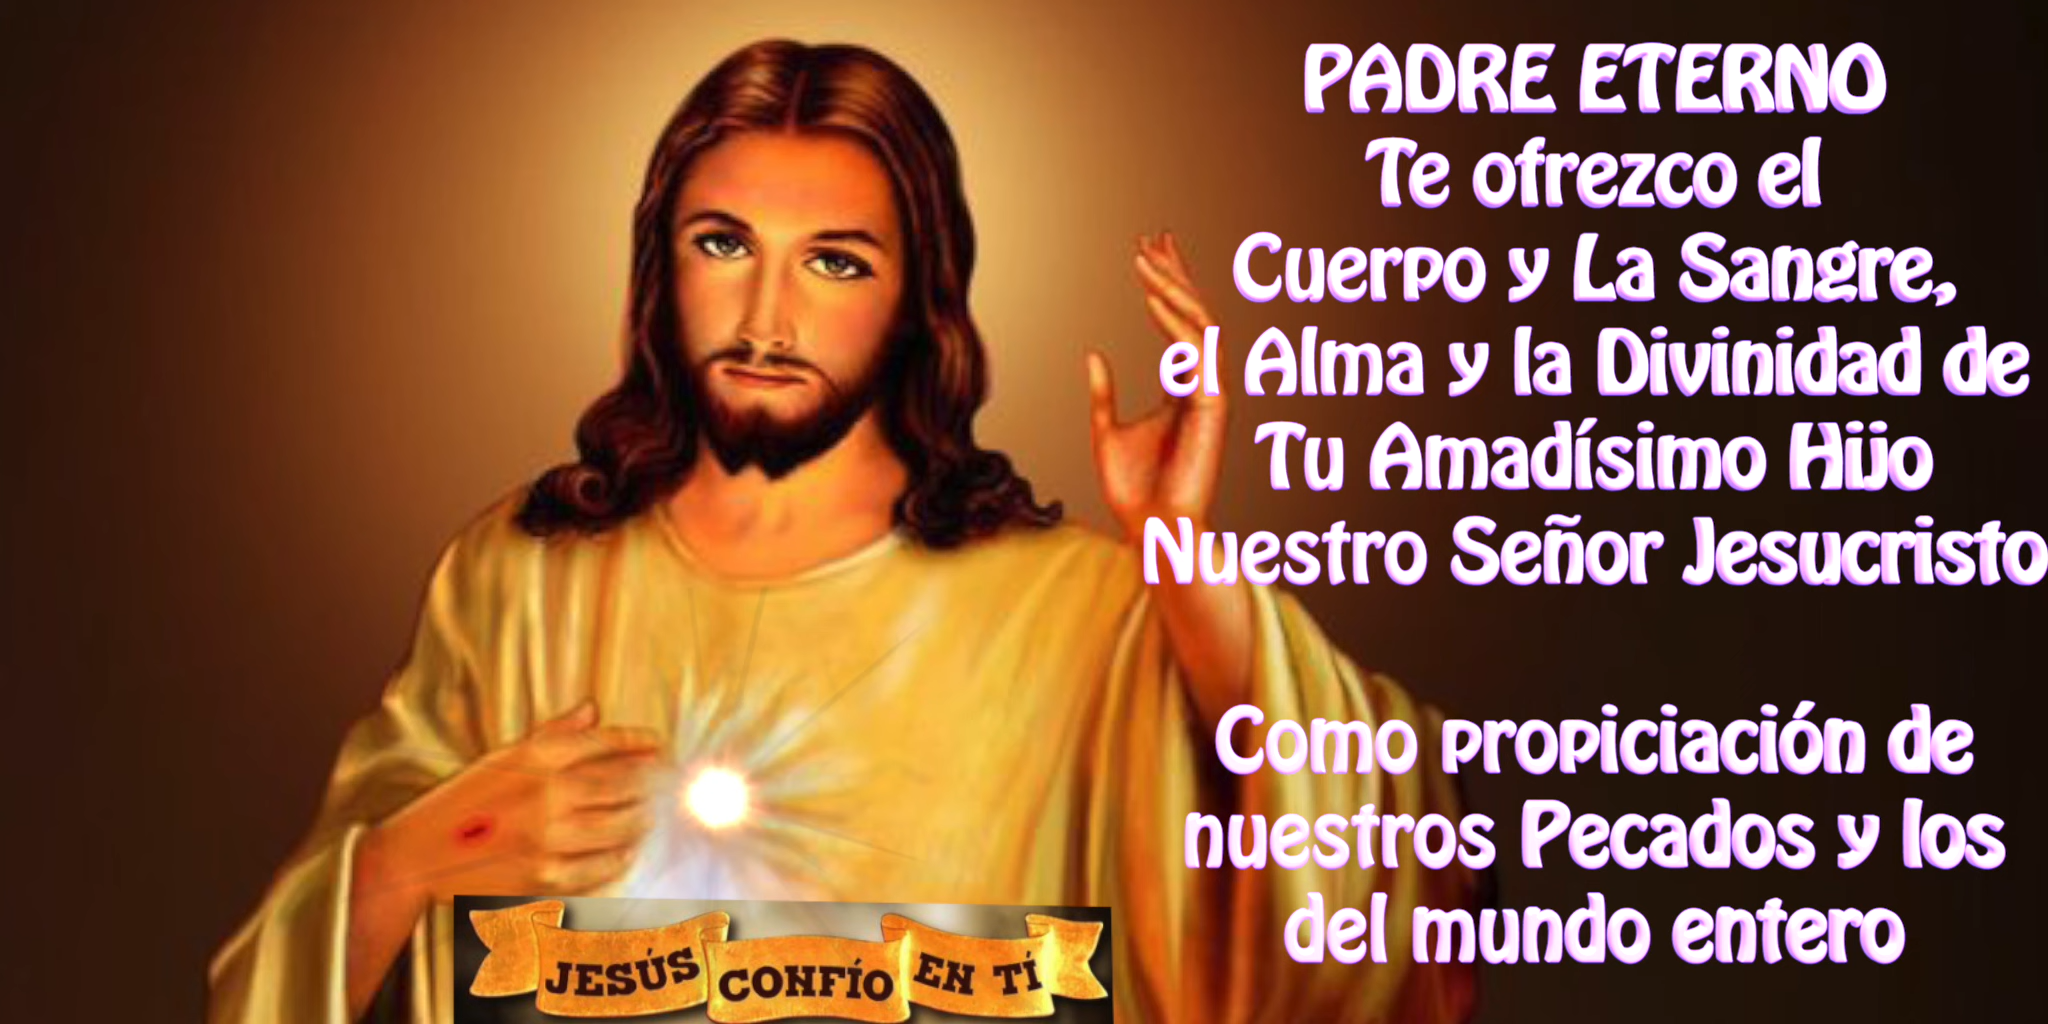 PADRE ETERNO
Te ofrezco el
Cuerpo y La Sangre,
el Alma y la Divinidad de
Tu Amadísimo Hijo
Nuestro Señor Jesucristo
Como propiciación de
nuestros Pecados y los
del mundo entero
JESÚS CONFÍO EN TÍ